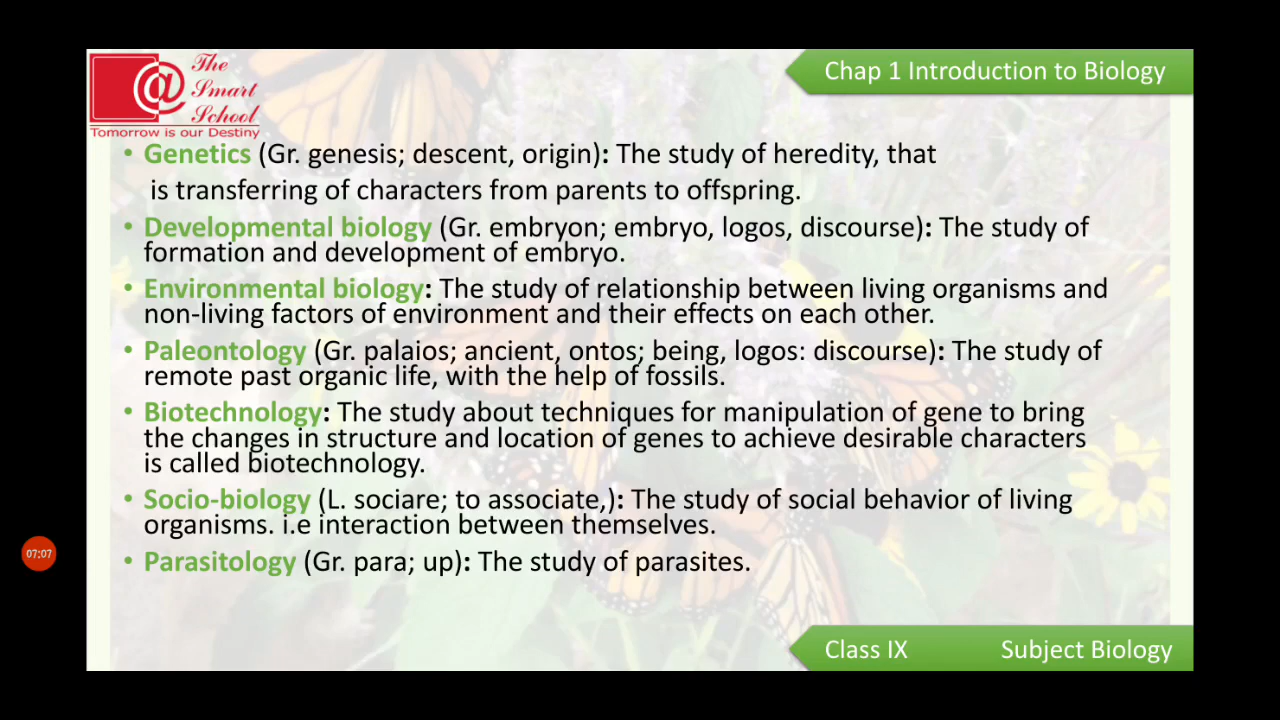 The
Smart
School
Tomorrow is our Destiny
Chap 1 Introduction to Biology
• Genetics (Gr. genesis; descent, origin): The study of heredity, that
is transferring of characters from parents to offspring.
• Developmental biology (Gr. embryon; embryo, logos, discourse): The study of
formation and development of embryo.
• Environmental biology: The study of relationship between living organisms and
non-living factors of environment and their effects on each other.
• Paleontology (Gr. palaios; ancient, ontos; being, logos: discourse): The study of
remote past organic life, with the help of fossils.
• Biotechnology: The study about techniques for manipulation of gene to bring
the changes in structure and location of genes to achieve desirable characters
is called biotechnology.
• Socio-biology (L. sociare; to associate,): The study of social behavior of living
organisms. i.e interaction between themselves.
• Parasitology (Gr. para; up): The study of parasites.
07:07
Class IX Subject Biology